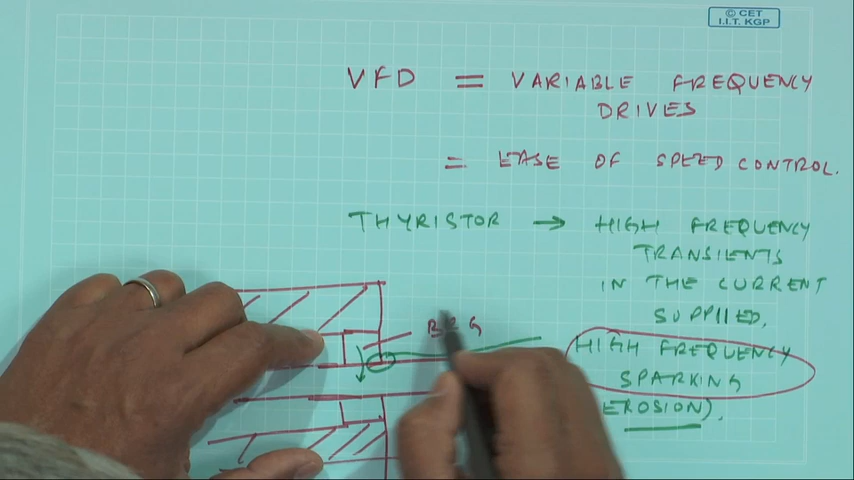 © CET
I.I.T. KGP
VFD = VARIABLE FREQUENCY
DRIVES
= EASE OF SPEED CONTROL.
THYRISTOR → HIGH FREQUENCY
TRANSIENTS
IN THE CURRENT
SUPPLIED.
BRG
HIGH FREQUENCY
SPARKING
EROSION).